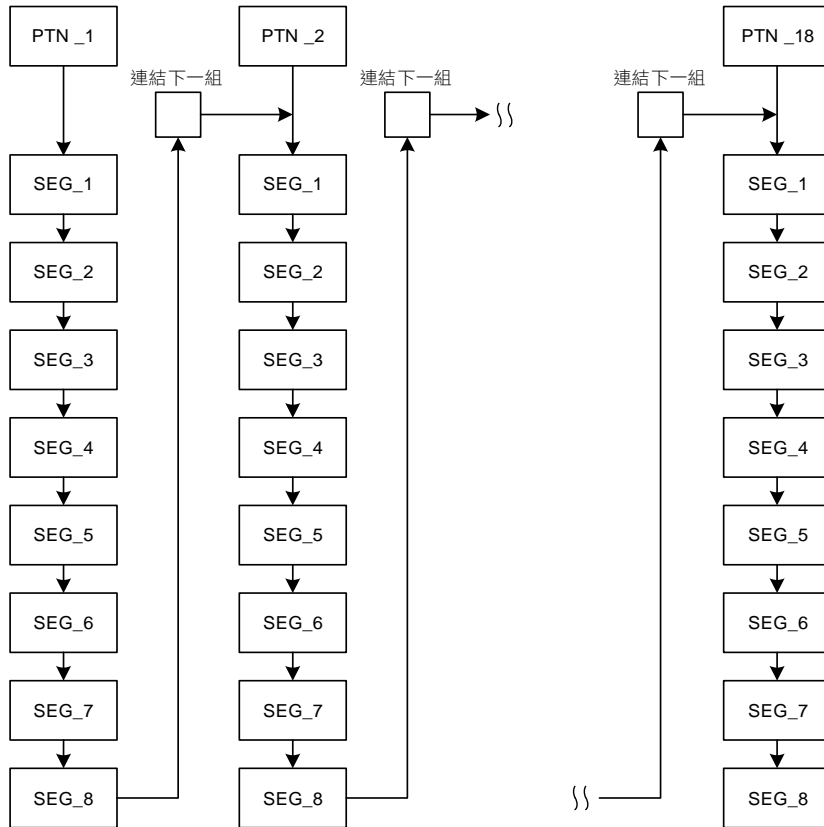 PTN _1
PTN _2
PTN _18
連結下一組
連結下一組
連結下一組
SEG_1
SEG_1
SEG_1
SEG_2
SEG_2
SEG_2
SEG_3
SEG_3
SEG_3
SEG_4
SEG_4
SEG_4
SEG_5
SEG_5
SEG_5
SEG_6
SEG_6
SEG_6
SEG_7
SEG_7
SEG_7
SEG_8
SEG_8
SEG_8